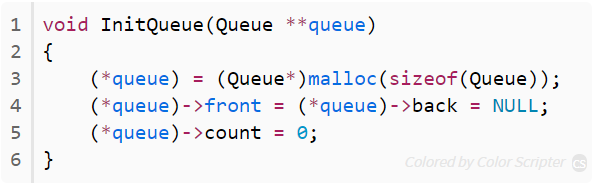 1 void InitQueue(Queue **queue)
2 {
3     (*queue) = (Queue*)malloc(sizeof(Queue));
4     (*queue)->front = (*queue)->back = NULL;
5     (*queue)->count = 0;
6 }
Colored by Color Scripter CS